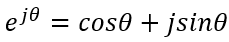 e^{jθ} = cosθ + jsinθ